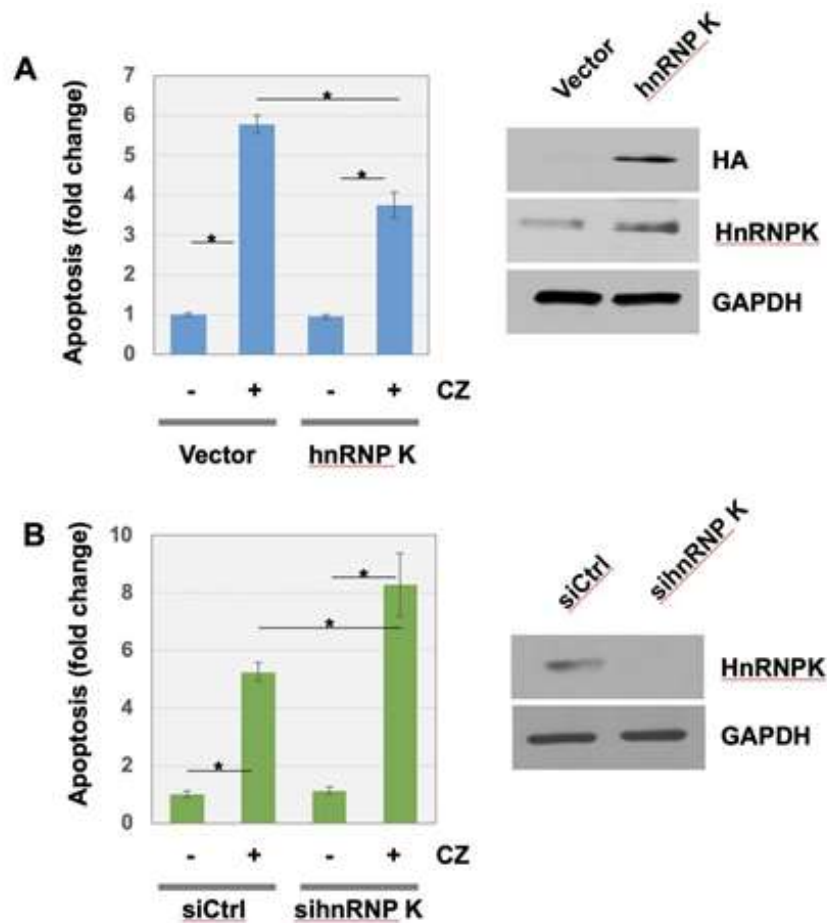 A
Apoptosis (fold change)
7
6
5
4
3
2
1
0
*
*
*
- + - + CZ
Vector hnRNP K
Vector hnRNP K
HA
HnRNPK
GAPDH
B
Apoptosis (fold change)
10
8
6
4
2
0
*
*
*
- + - + CZ
siCtrl sihnRNP K
siCtrl sihnRNP K
HnRNPK
GAPDH